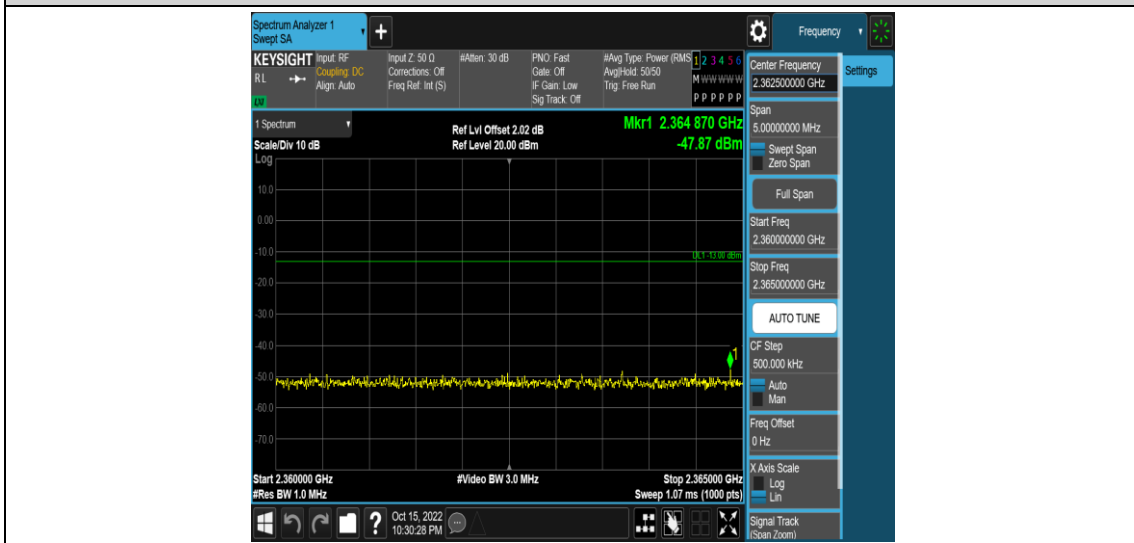 Spectrum Analyzer 1
Swept SA
+
Frequency
KEYSIGHT
RL
LXI
Input: RF
Coupling: DC
Align: Auto
Input Z: 50 Ω
Corrections: Off
Freq Ref: Int (S)
#Atten: 30 dB
PNO: Fast
Gate: Off
IF Gain: Low
Sig Track: Off
#Avg Type: Power (RMS
Avg|Hold: 50/50
Trig: Free Run
1 2 3 4 5 6
M W W W W W
P P P P P P
1 Spectrum
Scale/Div 10 dB
Ref Lvl Offset 2.02 dB
Ref Level 20.00 dBm
Mkr1 2.364 870 GHz
-47.87 dBm
Log
10.0
0.00
-10.0
-20.0
-30.0
-40.0
-50.0
-60.0
-70.0
DL1 -13.00 dBm
1
Start 2.360000 GHz
#Res BW 1.0 MHz
#Video BW 3.0 MHz
Stop 2.365000 GHz
Sweep 1.07 ms (1000 pts)
Center Frequency
2.362500000 GHz
Settings
Span
5.00000000 MHz
Swept Span
Zero Span
Full Span
Start Freq
2.360000000 GHz
Stop Freq
2.365000000 GHz
AUTO TUNE
CF Step
500.000 kHz
Auto
Man
Freq Offset
0 Hz
X Axis Scale
Log
Lin
Signal Track
(Span Zoom)
?
Oct 15, 2022
10:30:28 PM